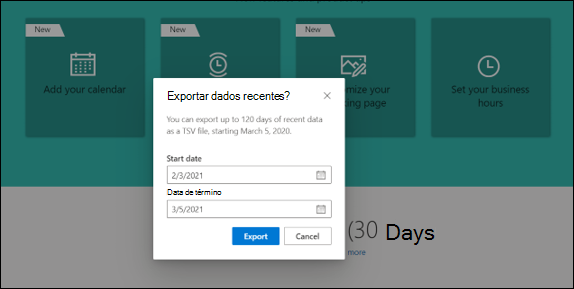 New
New
New
Add your calendar
mize your
Set your business
king page
hours
Exportar dados recentes?
You can export up to 120 days of recent data
as a TSV file, starting March 5, 2020.
Start date
2/3/2021
Data de término
3/5/2021
Export
Cancel
(30 Days
more